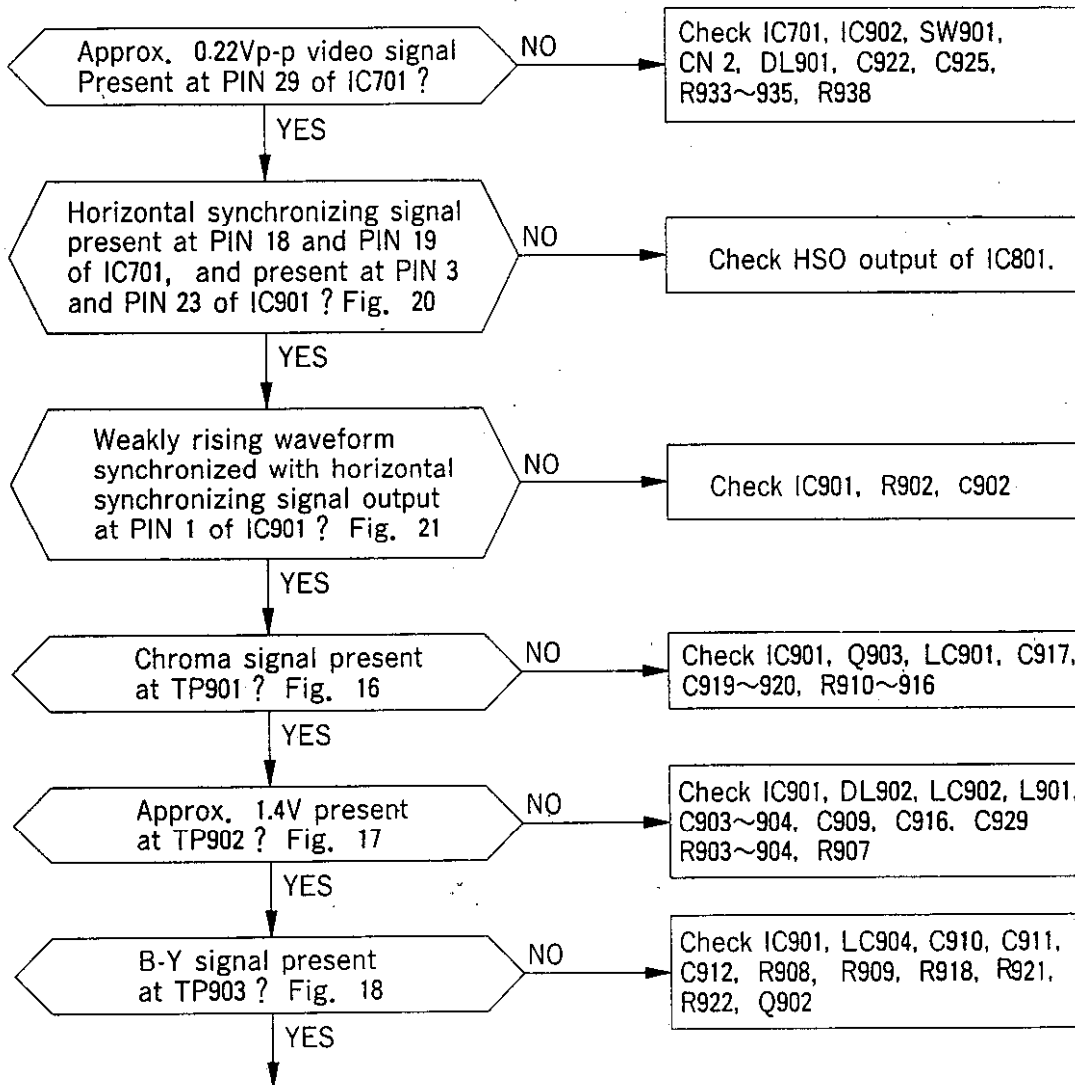 Approx. 0.22Vp-p video signal
Present at PIN 29 of IC701 ?
NO
Check IC701, IC902, SW901,
CN 2, DL901, C922, C925,
R933~935, R938
YES
Horizontal synchronizing signal
present at PIN 18 and PIN 19
of IC701, and present at PIN 3
and PIN 23 of IC901 ? Fig. 20
NO
Check HSO output of IC801.
YES
Weakly rising waveform
synchronized with horizontal
synchronizing signal output
at PIN 1 of IC901 ? Fig. 21
NO
Check IC901, R902, C902
YES
Chroma signal present
at TP901 ? Fig. 16
NO
Check IC901, Q903, LC901, C917,
C919~920, R910~916
YES
Approx. 1.4V present
at TP902 ? Fig. 17
NO
Check IC901, DL902, LC902, L901,
C903~904, C909, C916, C929
R903~904, R907
YES
B-Y signal present
at TP903 ? Fig. 18
NO
Check IC901, LC904, C910, C911,
C912, R908, R909, R918, R921,
R922, Q902
YES